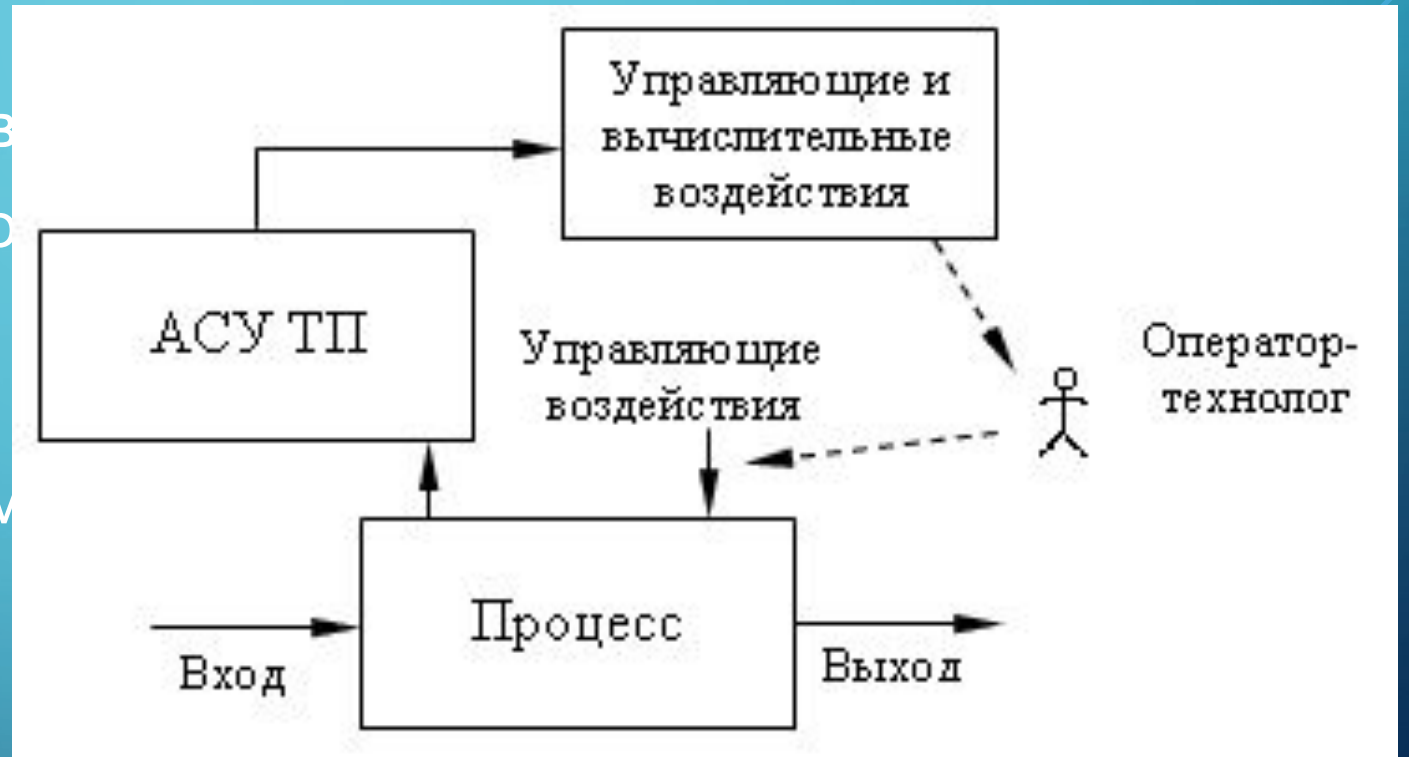 Управляющие и
вычислительные
воздействия
АСУ ТП
Управляющие
воздействия
Оператор-
технолог
Процесс
Вход
Выход